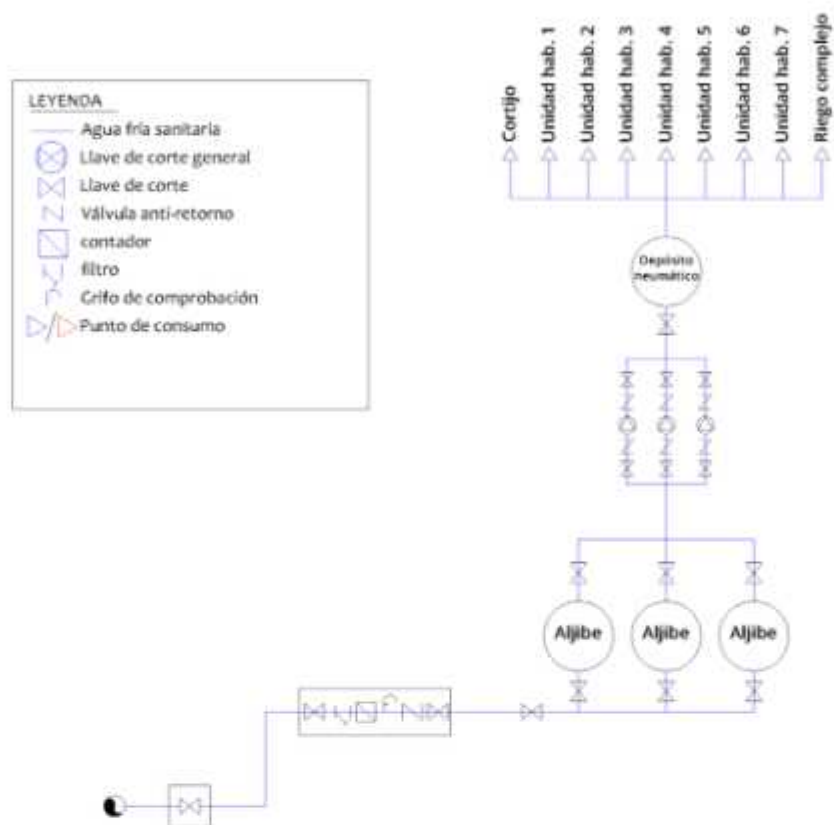 LEYENDA
Agua fría sanitaria
Llave de corte general
Llave de corte
Válvula anti-retorno
contador
filtro
Grifo de comprobación
Punto de consumo
Cortijo
Unidad hab. 1
Unidad hab. 2
Unidad hab. 3
Unidad hab. 4
Unidad hab. 5
Unidad hab. 6
Unidad hab. 7
Riego complejo
Depósito
neumático
Aljibe Aljibe Aljibe